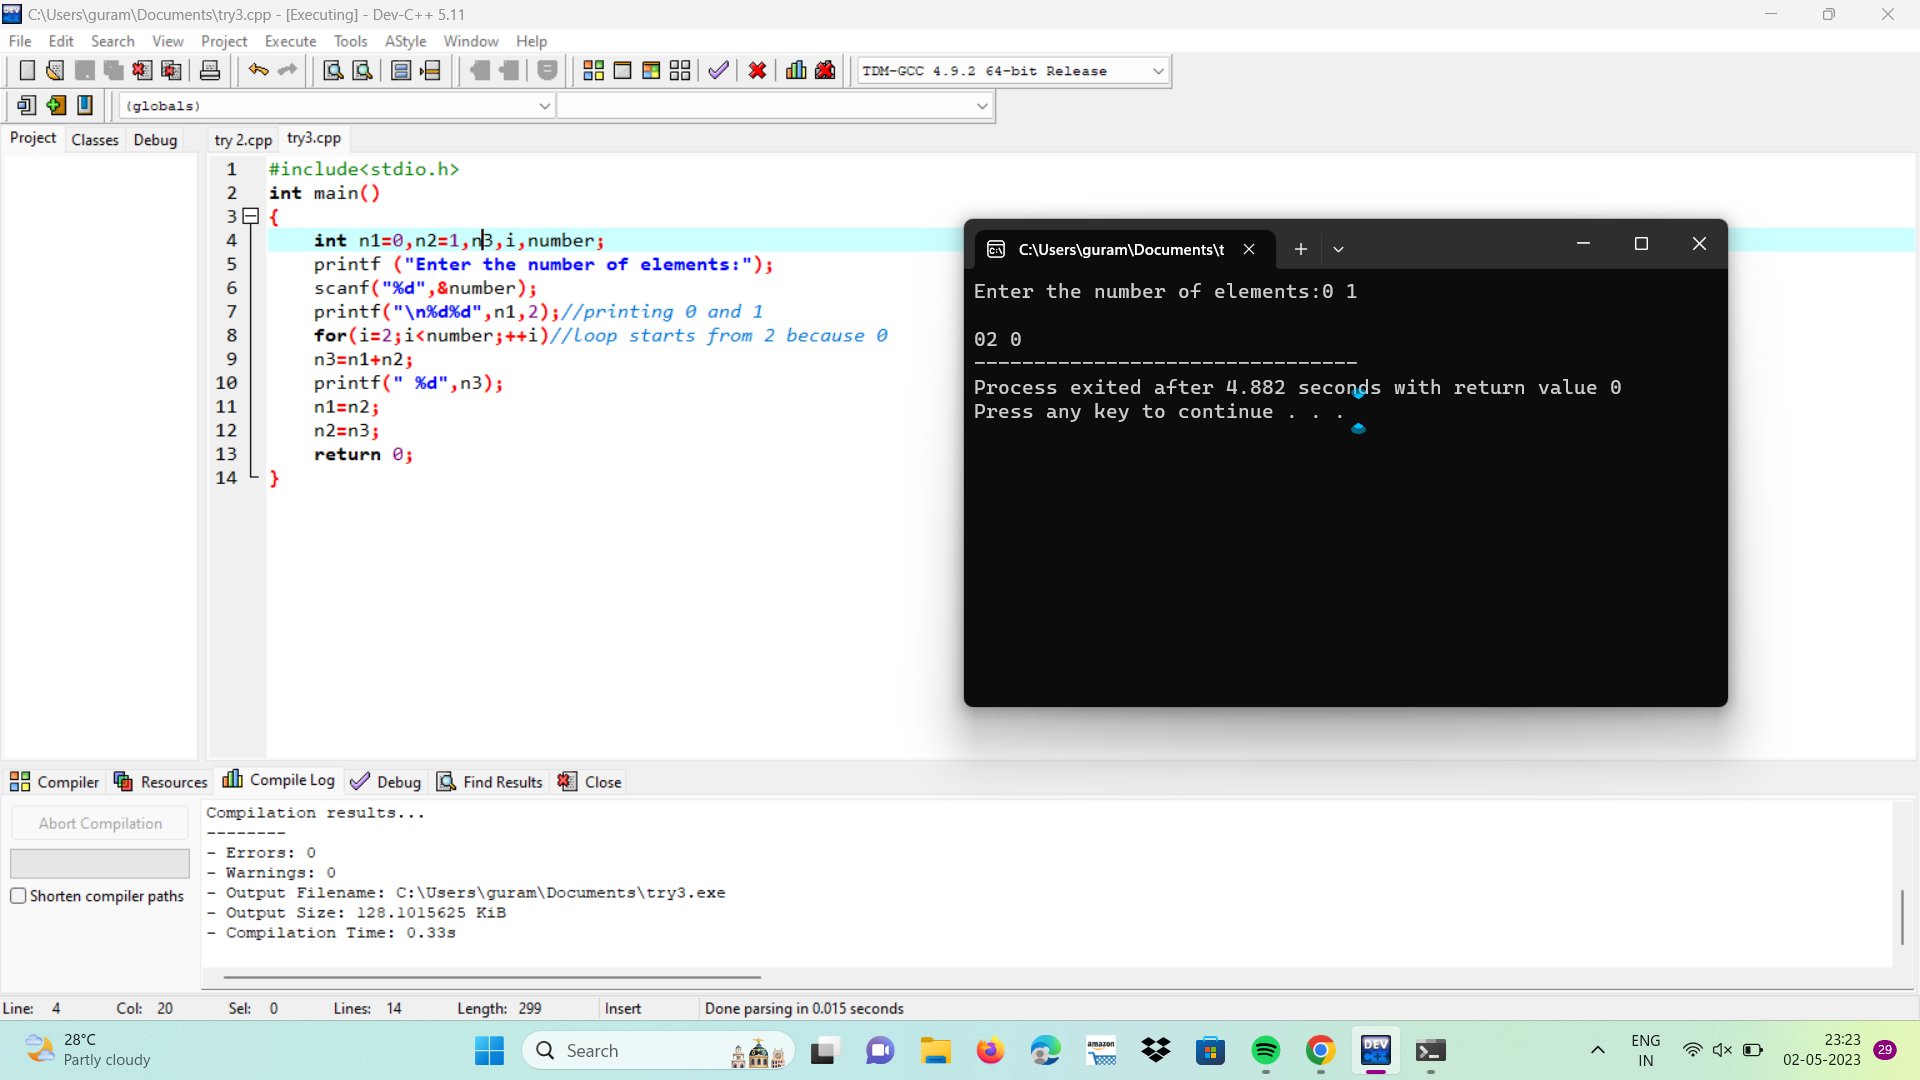 C:\Users\guram\Documents\try3.cpp - [Executing] - Dev-C++ 5.11
File Edit Search View Project Execute Tools AStyle Window Help
TDM-GCC 4.9.2 64-bit Release
(globals)
Project Classes Debug try 2.cpp try3.cpp
1 #include<stdio.h>
2 int main()
3 {
4 int n1=0,n2=1,n3,i,number;
5 printf ("Enter the number of elements:");
6 scanf("%d",&number);
7 printf("\n%d%d",n1,2);//printing 0 and 1
8 for(i=2;i<number;++i)//loop starts from 2 because 0
9 n3=n1+n2;
10 printf(" %d",n3);
11 n1=n2;
12 n2=n3;
13 return 0;
14 }
C:\Users\guram\Documents\t
Enter the number of elements:0 1
02 0
--------------------------------
Process exited after 4.882 seconds with return value 0
Press any key to continue . . .
Compiler Resources Compile Log Debug Find Results Close
Abort Compilation
Shorten compiler paths
Compilation results...
--------
- Errors: 0
- Warnings: 0
- Output Filename: C:\Users\guram\Documents\try3.exe
- Output Size: 128.1015625 KiB
- Compilation Time: 0.33s
Line: 4 Col: 20 Sel: 0 Lines: 14 Length: 299 Insert Done parsing in 0.015 seconds
28°C
Partly cloudy
Search
amazon
DEV
C++
ENG
IN
23:23
02-05-2023
29